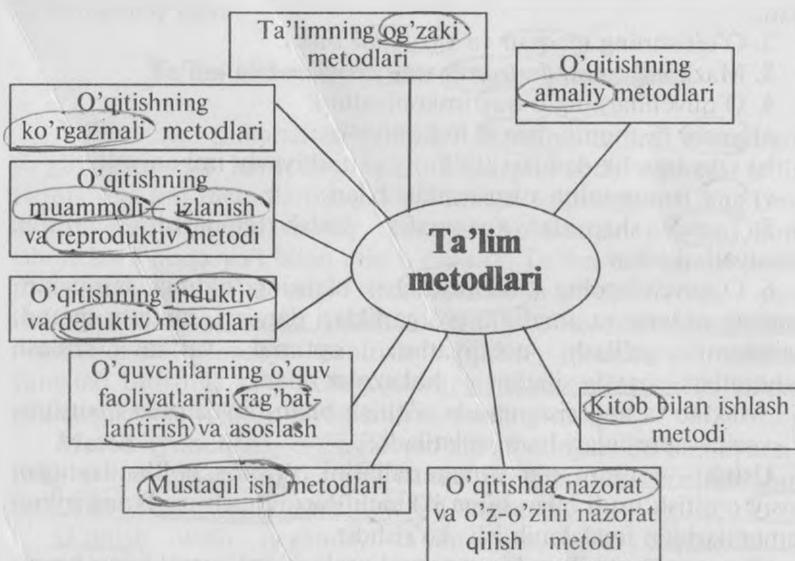 Ta’limning og’zaki
metodlari
O’qitishning
amaliy metodlari
O’qitishning
ko’rgazmali metodlari
O’qitishning
muammoli – izlanish
va reproduktiv metodi
Ta’lim
metodlari
O’qitishning induktiv
va deduktiv metodlari
O’quvchilarning o’quv
faoliyatlarini rag’bat-
lantirish va asoslash
Kitob bilan ishlash
metodi
Mustaqil ish metodlari
O’qitishda nazorat
va o’z-o’zini nazorat
qilish metodi